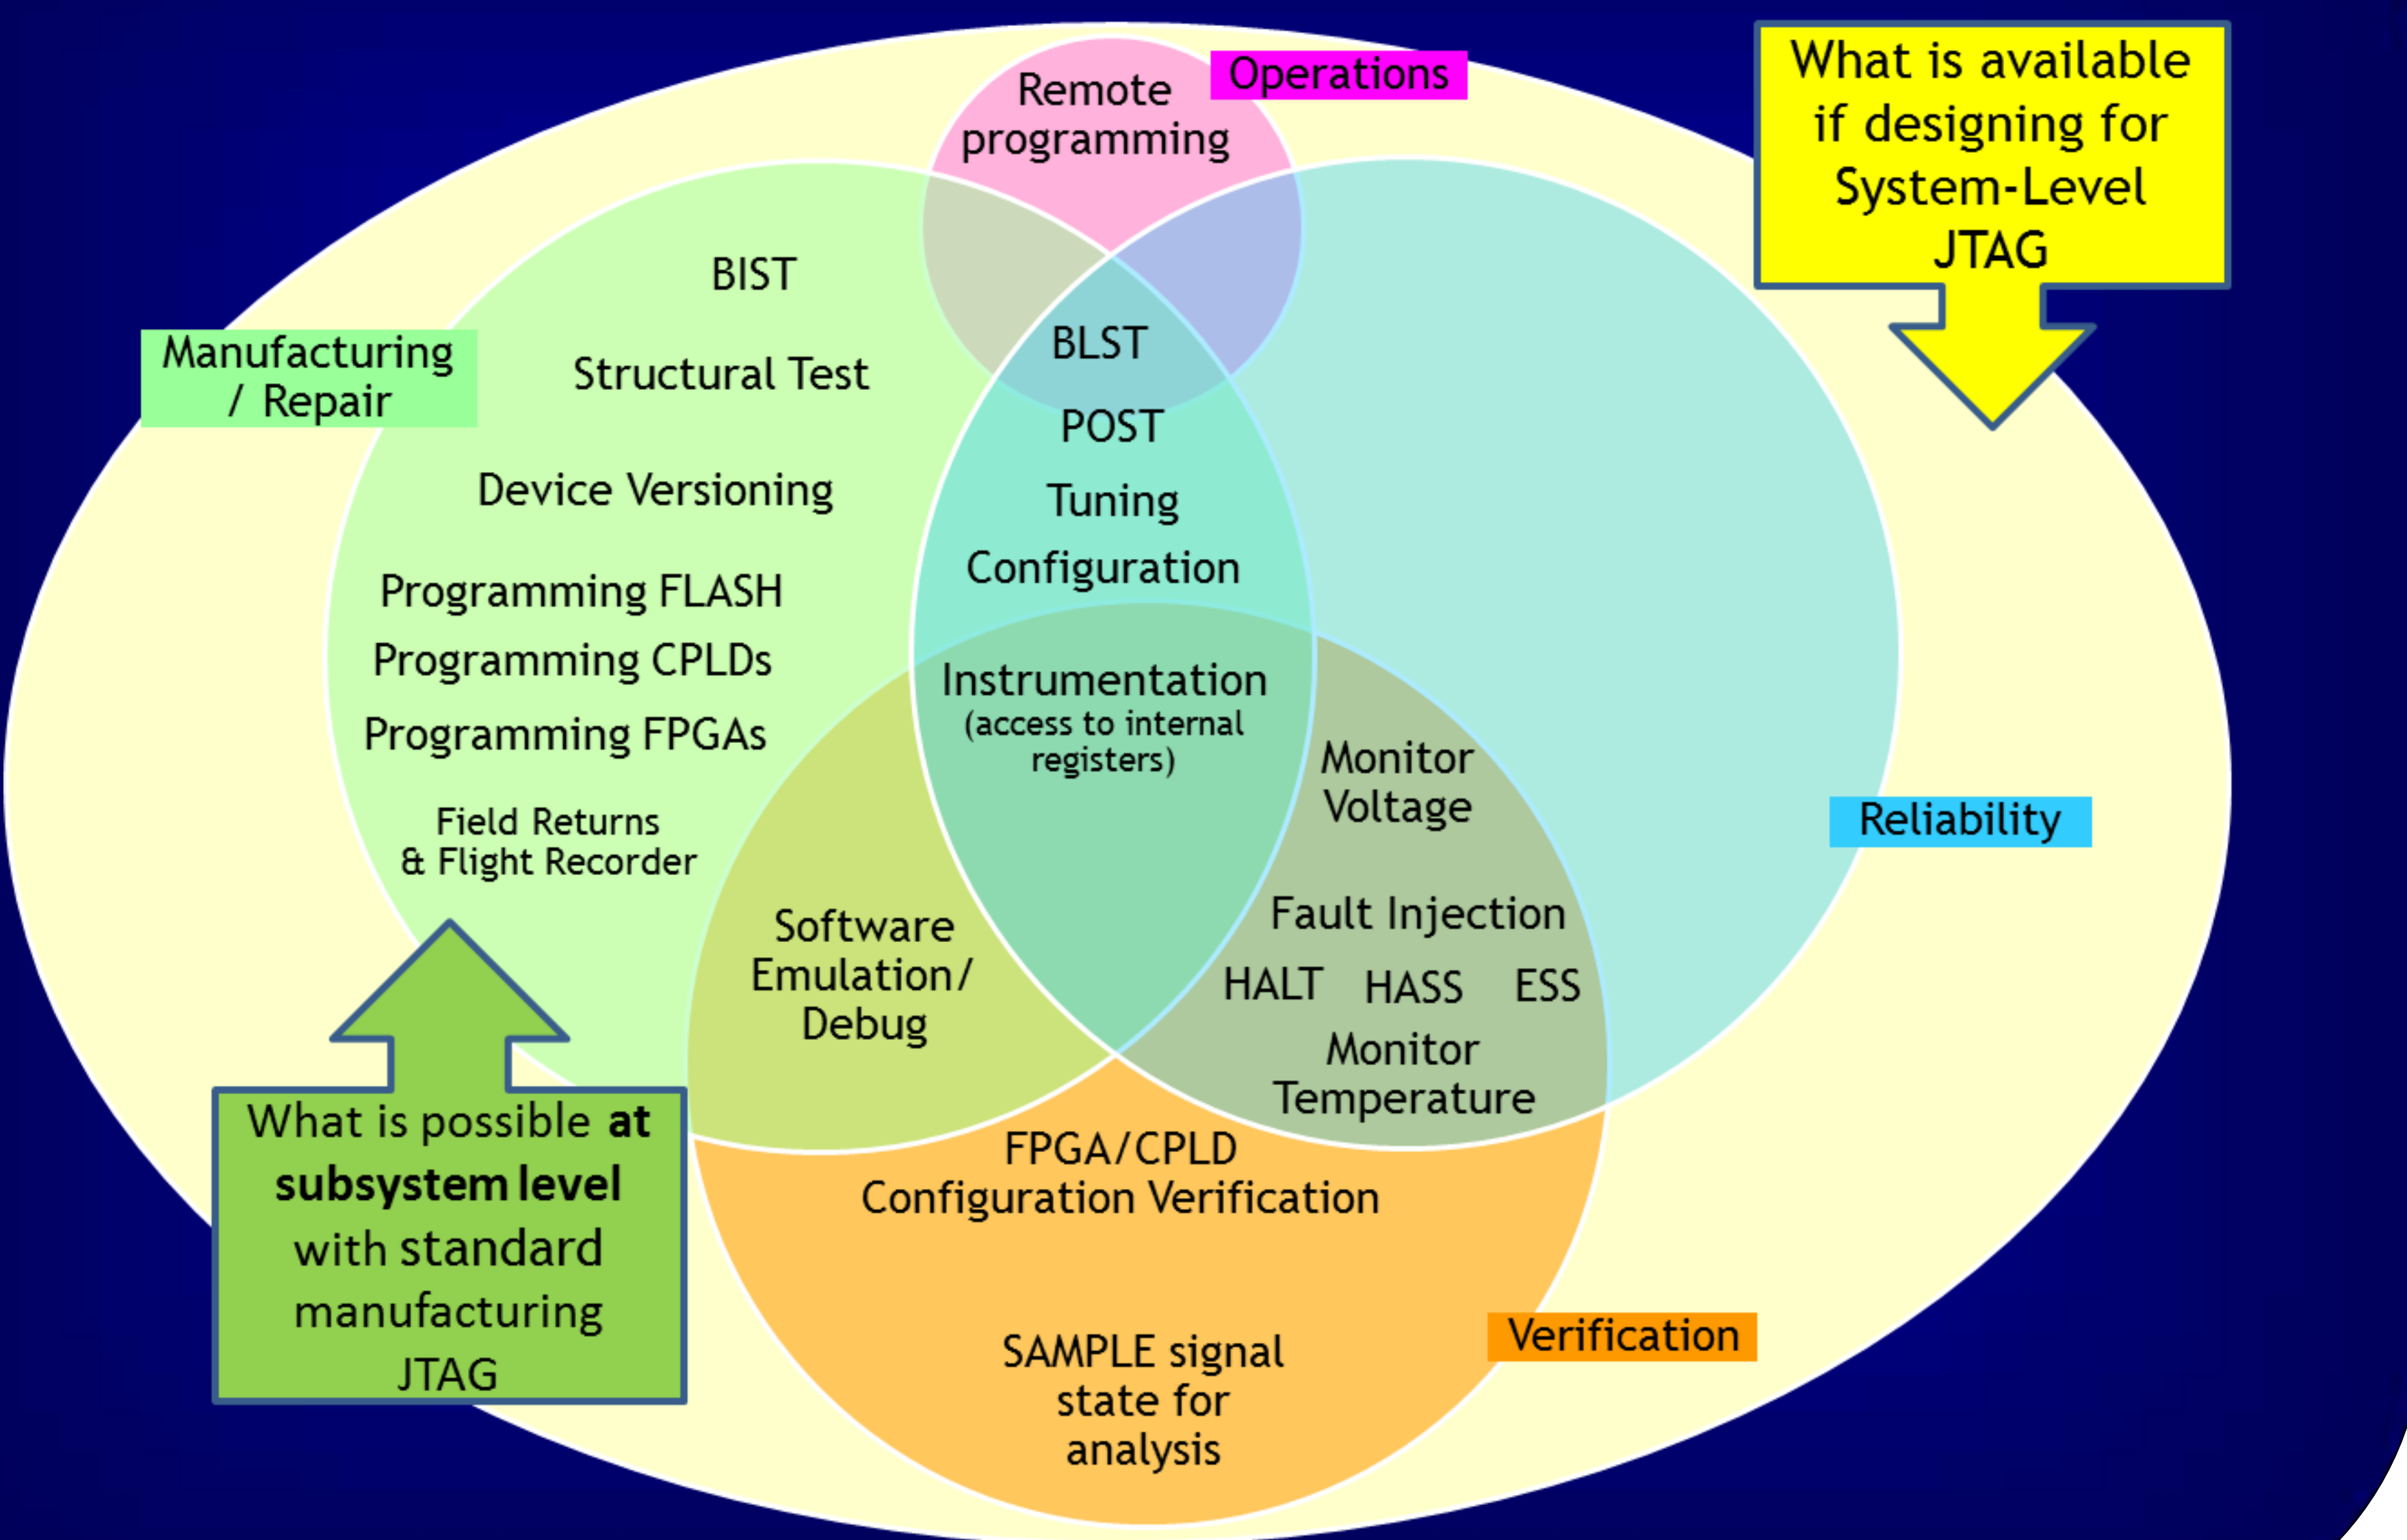 Remote
programming
Operations
What is available
if designing for
System-Level
JTAG
Manufacturing
/ Repair
BIST
Structural Test
Device Versioning
Programming FLASH
Programming CPLDs
Programming FPGAs
Field Returns
& Flight Recorder
BLST
POST
Tuning
Configuration
Instrumentation
(access to internal
registers)
Monitor
Voltage
Fault Injection
HALT HASS ESS
Monitor
Temperature
Reliability
Software
Emulation/
Debug
What is possible at
subsystem level
with standard
manufacturing
JTAG
FPGA/CPLD
Configuration Verification
SAMPLE signal
state for
analysis
Verification